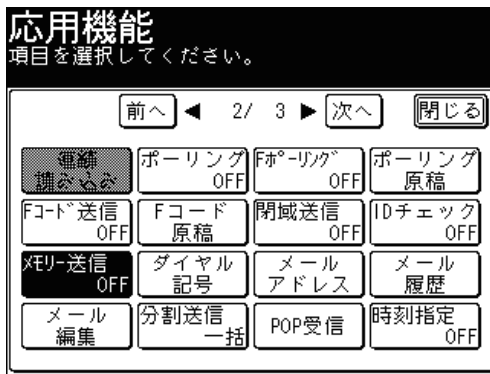 応用機能
項目を選択してください。
前へ ◀ 2/ 3 ▶ 次へ 閉じる
連続
読み込み
ポーリング
OFF
Fﾎﾟｰﾘﾝｸﾞ
OFF
ポーリング
原稿
Fｺｰﾄﾞ送信
OFF
Fコード
原稿
閉域送信
OFF
IDチェック
OFF
ﾒﾓﾘｰ送信
OFF
ダイヤル
記号
メール
アドレス
メール
履歴
メール
編集
分割送信
一括
POP受信
時刻指定
OFF